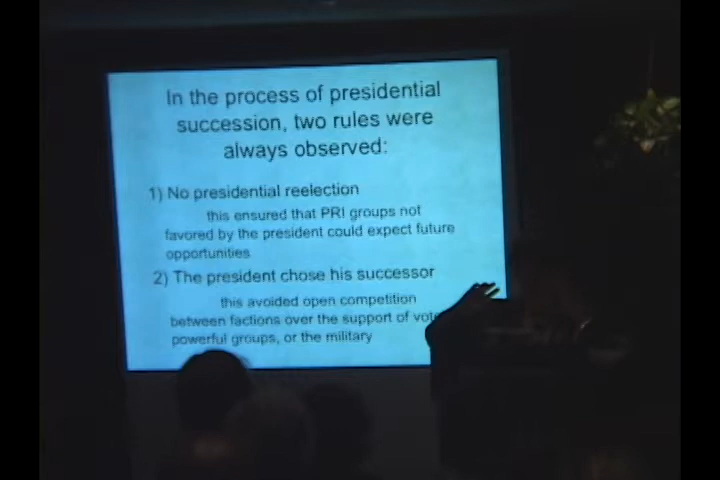 In the process of presidential
succession, two rules were
always observed:
1) No presidential reelection
this ensured that PRI groups not
favored by the president could expect future
opportunities
2) The president chose his successor
this avoided open competition
between factions over the support of
powerful groups, or the military